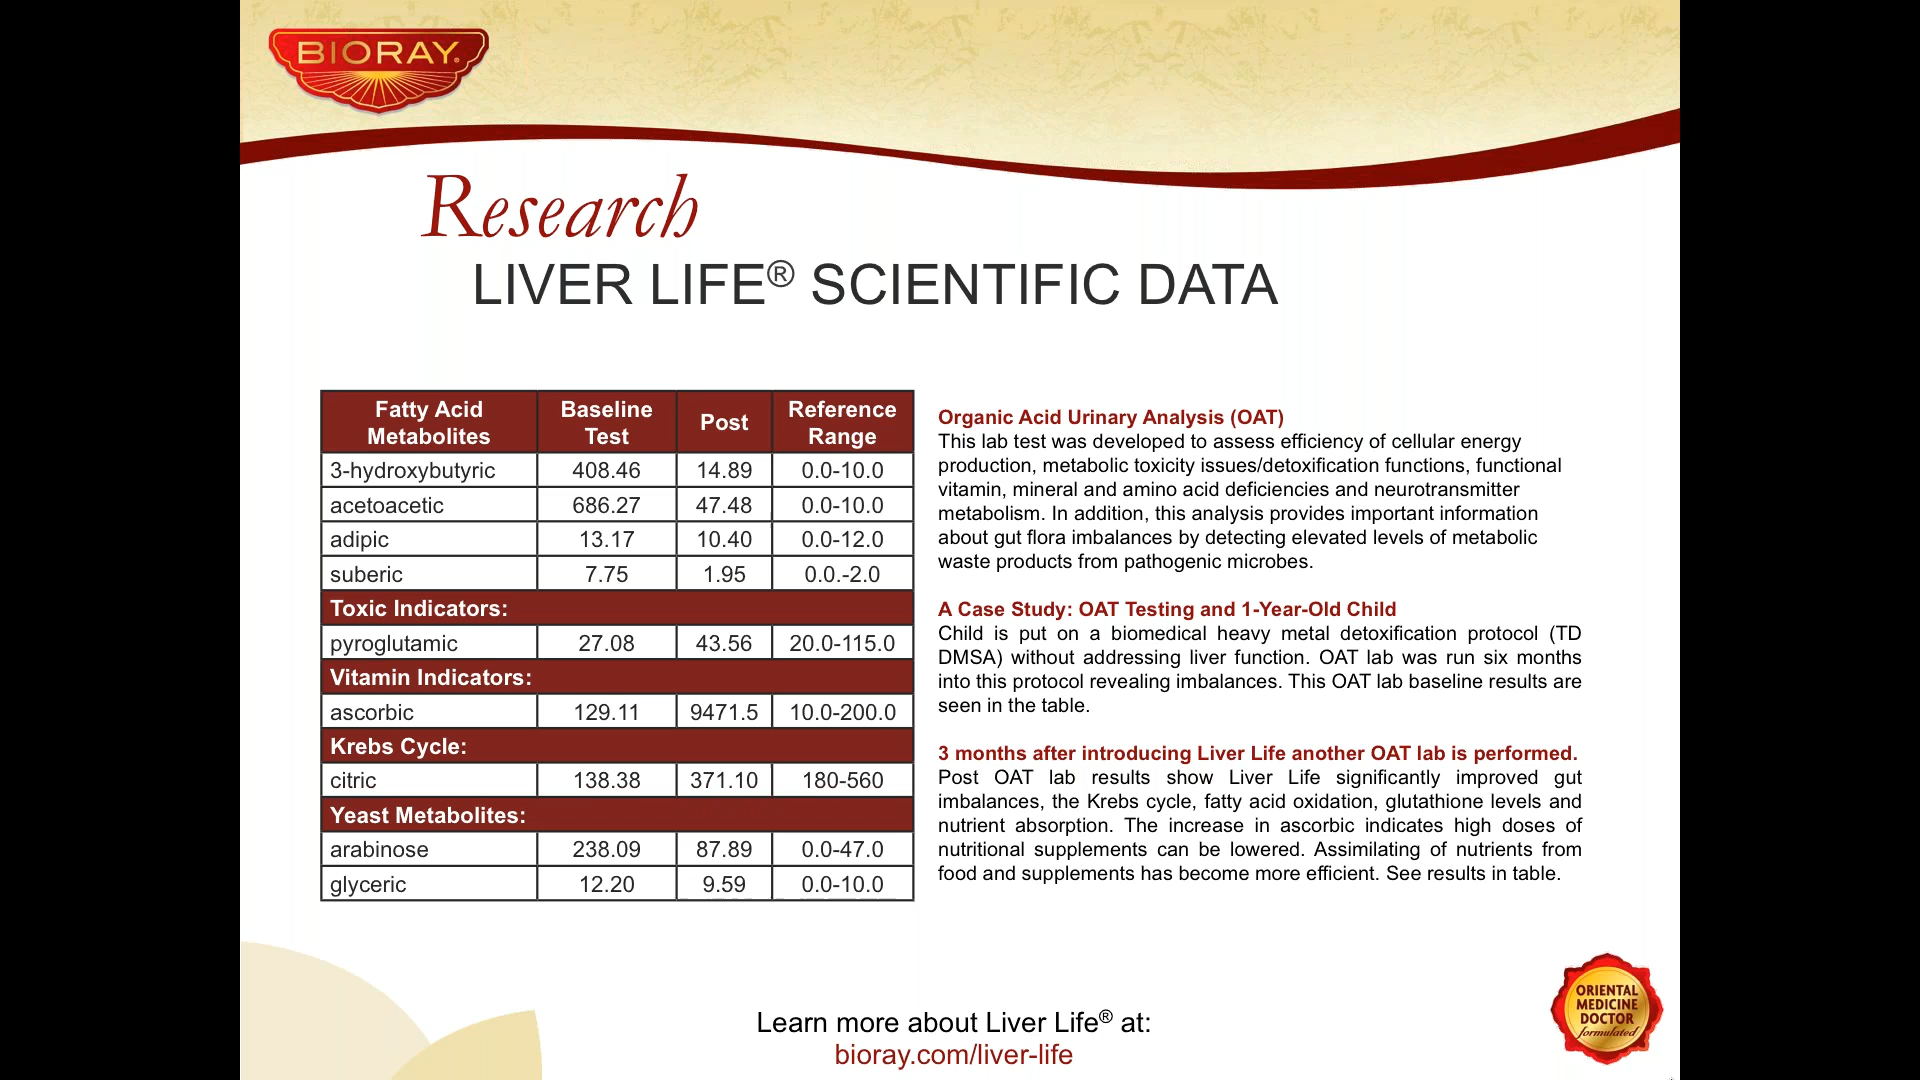 BIORAY®
Research
LIVER LIFE® SCIENTIFIC DATA
Fatty Acid Metabolites	Baseline Test	Post	Reference Range
3-hydroxybutyric	408.46	14.89	0.0-10.0
acetoacetic	686.27	47.48	0.0-10.0
adipic	13.17	10.40	0.0-12.0
suberic	7.75	1.95	0.0.-2.0
Toxic Indicators:
pyroglutamic	27.08	43.56	20.0-115.0
Vitamin Indicators:
ascorbic	129.11	9471.5	10.0-200.0
Krebs Cycle:
citric	138.38	371.10	180-560
Yeast Metabolites:
arabinose	238.09	87.89	0.0-47.0
glyceric	12.20	9.59	0.0-10.0
Organic Acid Urinary Analysis (OAT)
This lab test was developed to assess efficiency of cellular energy
production, metabolic toxicity issues/detoxification functions, functional
vitamin, mineral and amino acid deficiencies and neurotransmitter
metabolism. In addition, this analysis provides important information
about gut flora imbalances by detecting elevated levels of metabolic
waste products from pathogenic microbes.
A Case Study: OAT Testing and 1-Year-Old Child
Child is put on a biomedical heavy metal detoxification protocol (TD
DMSA) without addressing liver function. OAT lab was run six months
into this protocol revealing imbalances. This OAT lab baseline results are
seen in the table.
3 months after introducing Liver Life another OAT lab is performed.
Post OAT lab results show Liver Life significantly improved gut
imbalances, the Krebs cycle, fatty acid oxidation, glutathione levels and
nutrient absorption. The increase in ascorbic indicates high doses of
nutritional supplements can be lowered. Assimilating of nutrients from
food and supplements has become more efficient. See results in table.
Learn more about Liver Life® at:
bioray.com/liver-life
ORIENTAL
MEDICINE
DOCTOR
formulated